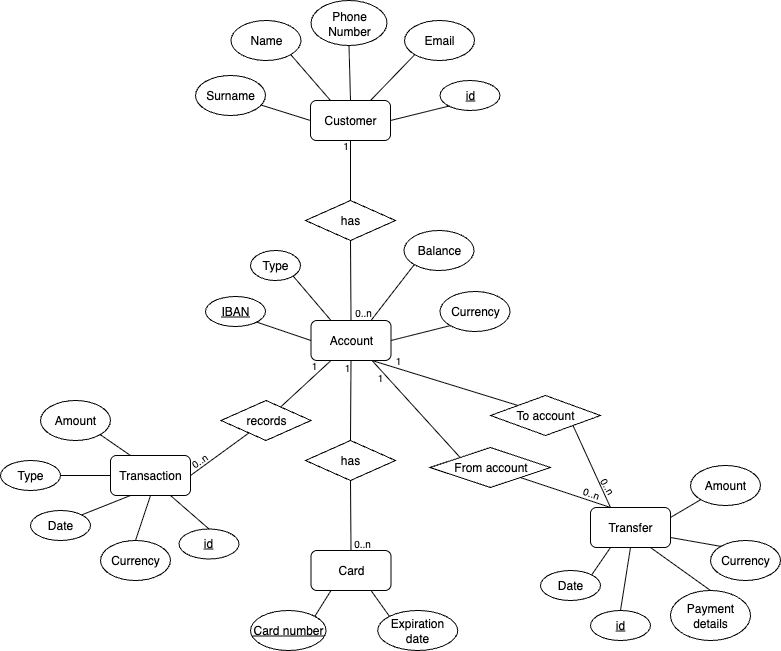 Phone
Number
Name
Email
Surname
id
Customer
1
has
Balance
Type
IBAN
Currency
0..n
Account
1
1
1
1
To account
records
Amount
has
From account
0..n
0..n
0..n
Type
Transaction
Amount
Date
Transfer
id
0..n
Currency
Currency
Card
Date
Payment
details
id
Card number
Expiration
date